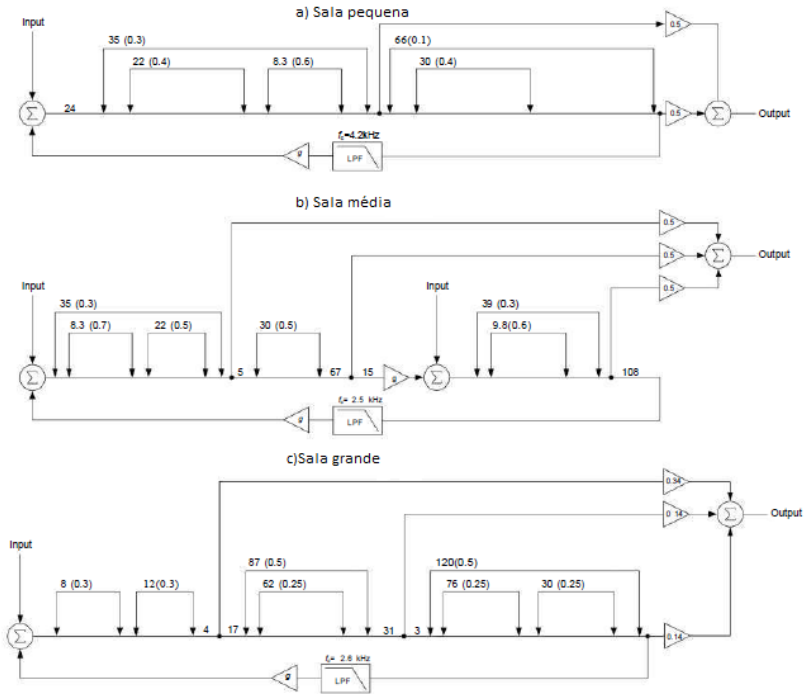 a) Sala pequena
Input
35 (0.3)
66(0.1)
0.5
22 (0.4)
8.3 (0.6)
30 (0.4)
Σ
24
0.5
Σ
Output
fc=4.2kHz
g
LPF
b) Sala média
0.5
0.5
Σ
Output
Input
Input
0.5
35 (0.3)
39 (0.3)
8.3 (0.7)
22 (0.5)
30 (0.5)
9.8(0.6)
Σ
5
67
15
g
Σ
108
g
LPF
= 2.5 kHz
c)Sala grande
0.34
0.14
Σ
Output
Input
87 (0.5)
120(0.5)
8 (0.3)
12(0.3)
62 (0.25)
76 (0.25)
30 (0.25)
Σ
4
17
31
3
0.14
= 2.6 kHz
g
LPF